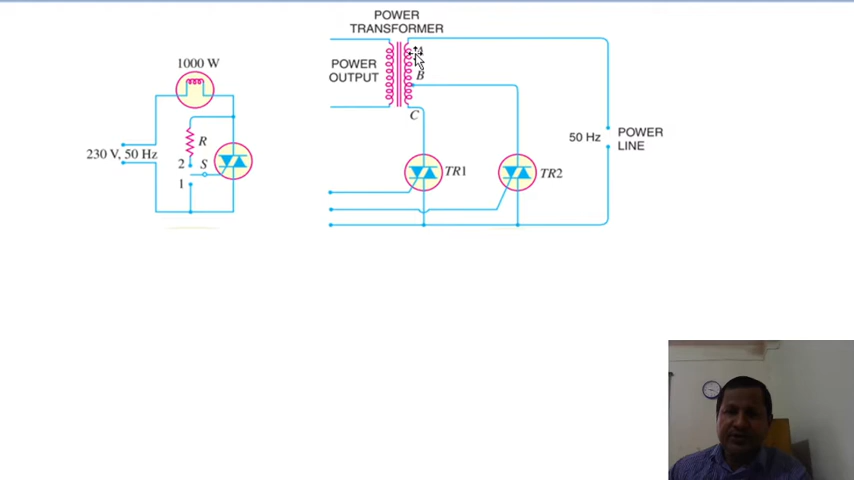 POWER
TRANSFORMER
1000 W
POWER
OUTPUT
A
B
C
R
230 V, 50 Hz
2 S
1
50 Hz
POWER
LINE
TR1
TR2